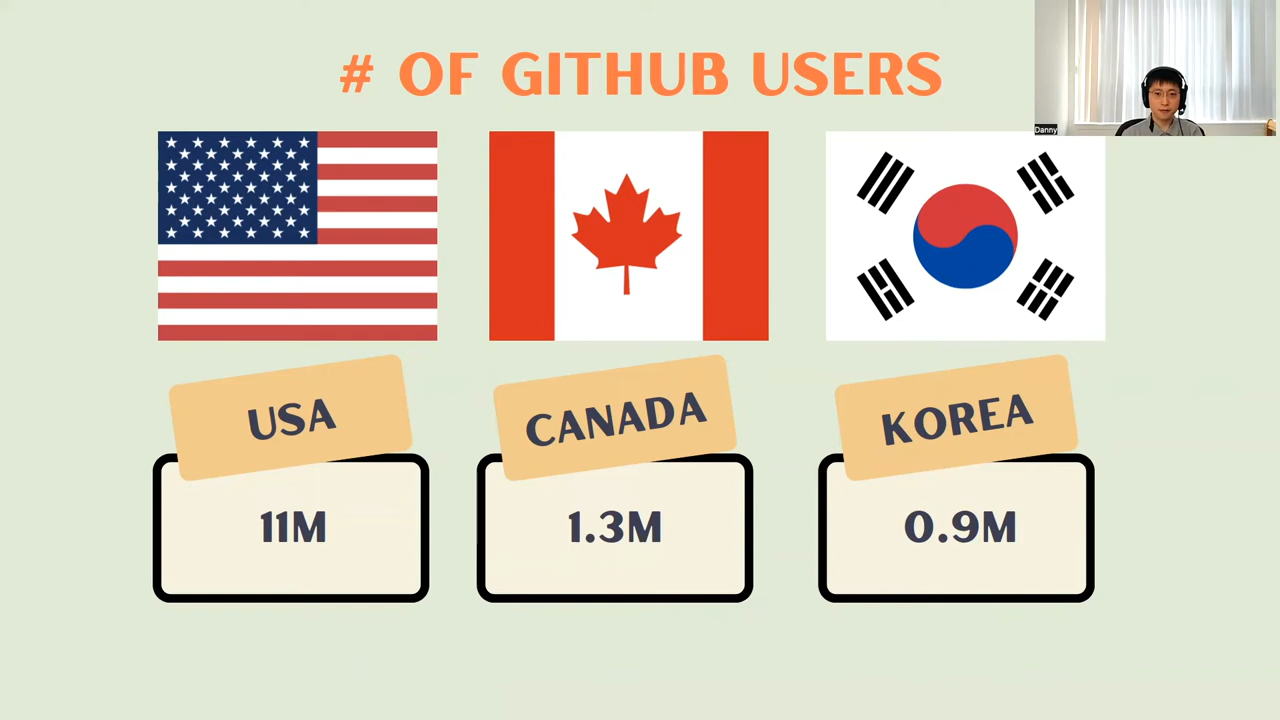 # OF GITHUB USERS
Danny
USA
CANADA
KOREA
11M
1.3M
0.9M